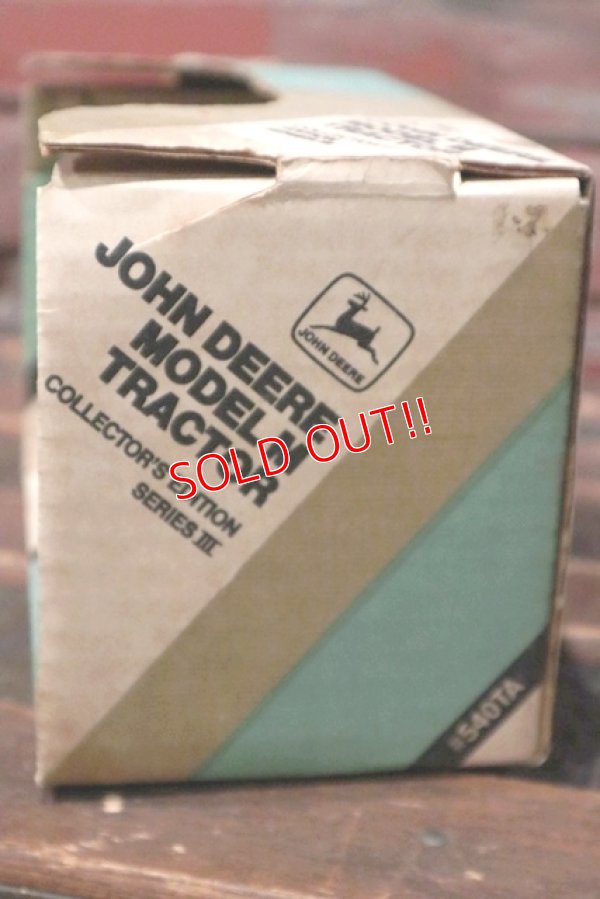 JOHN DEERE
MODEL
TRACTOR
COLLECTOR'S EDITION
SERIES III
JOHN DEERE
SOLD OUT!!
540TA